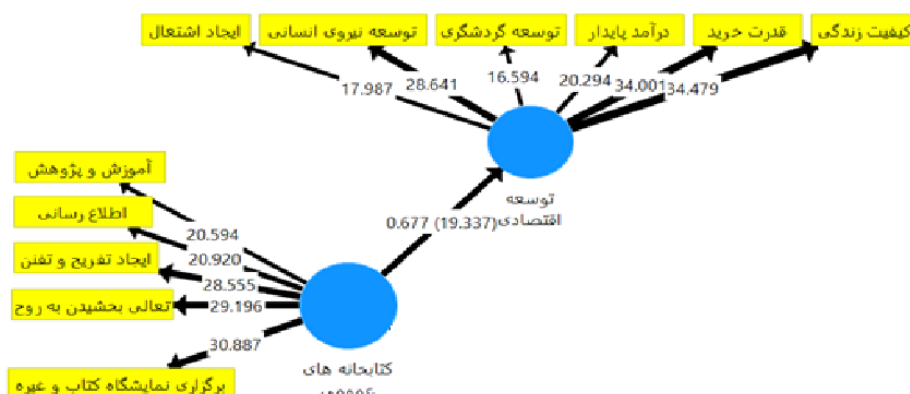 کیفیت زندگی
قدرت خرید
درآمد پایدار
توسعه گردشگری
توسعه نیروی انسانی
ایجاد اشتغال
34.479
34.001
20.294
16.594
28.641
17.987
توسعه
اقتصادی
0.677 (19.337)
آموزش و پژوهش
اطلاع رسانی
ایجاد تفریح و تفنن
تعالی بخشیدن به روح
برگزاری نمایشگاه کتاب و غیره
20.594
20.920
28.555
29.196
30.887
کتابخانه های